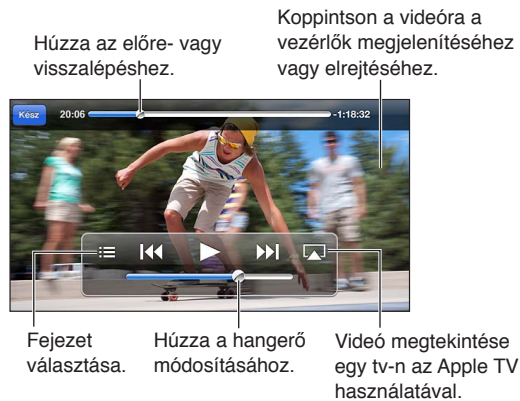 Húzza az előre- vagy
visszalépéshez.
Koppintson a videóra a
vezérlők megjelenítéséhez
vagy elrejtéséhez.
Kész 20:06 -1:18:32
Fejezet
választása.
Húzza a hangerő
módosításához.
Videó megtekintése
egy tv-n az Apple TV
használatával.